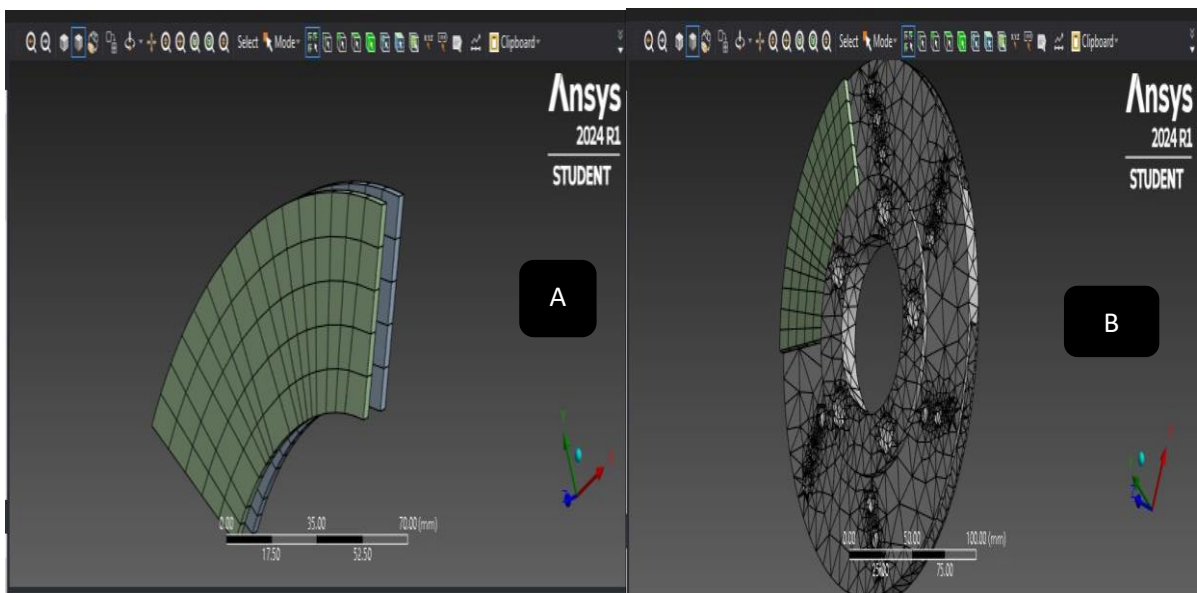 Select Mode Clipboard
Ansys
2024 R1
STUDENT
A
0.00 35.00 70.00 (mm)
17.50 52.50
Select Mode Clipboard
Ansys
2024 R1
STUDENT
B
0.00 50.00 100.00 (mm)
25.00 75.00